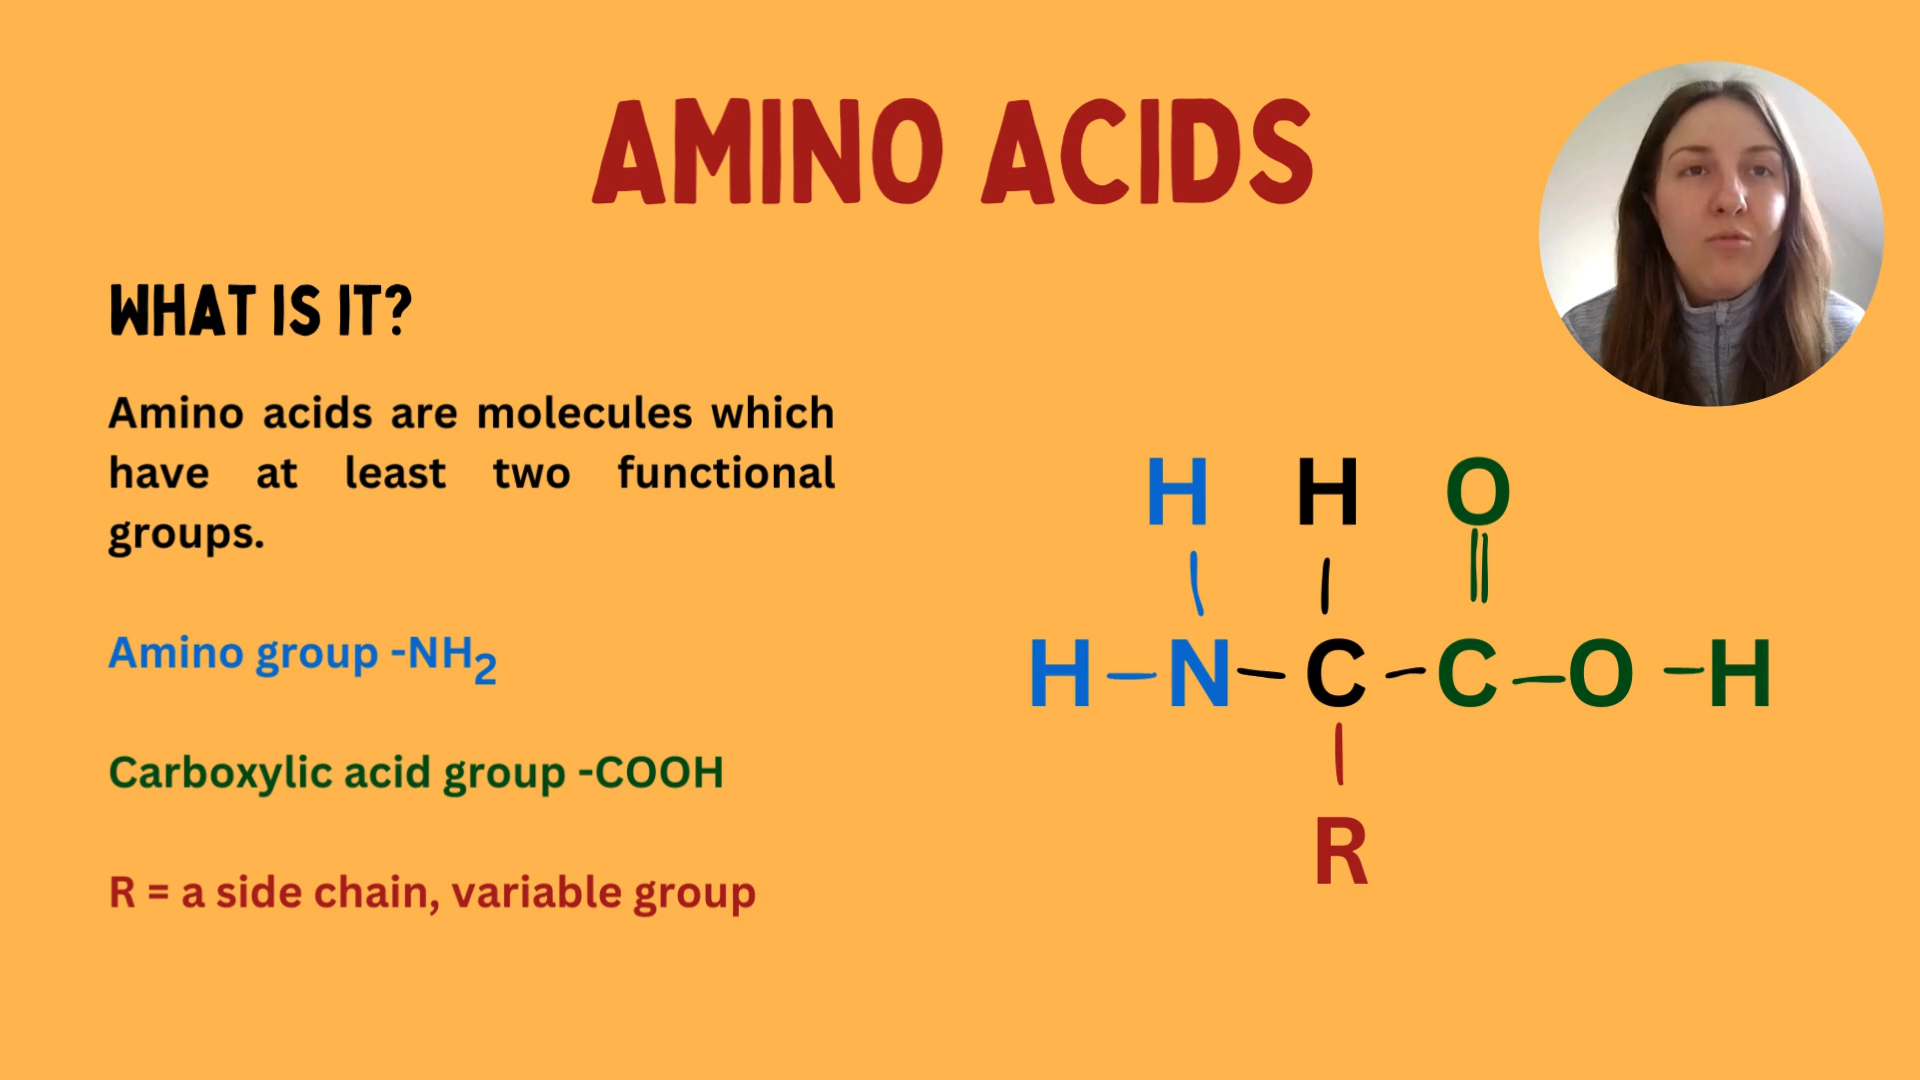 AMINO ACIDS
WHAT IS IT?
Amino acids are molecules which
have at least two functional
groups.
Amino group -NH₂
Carboxylic acid group -COOH
R = a side chain, variable group
H H O
H N C C O H
R